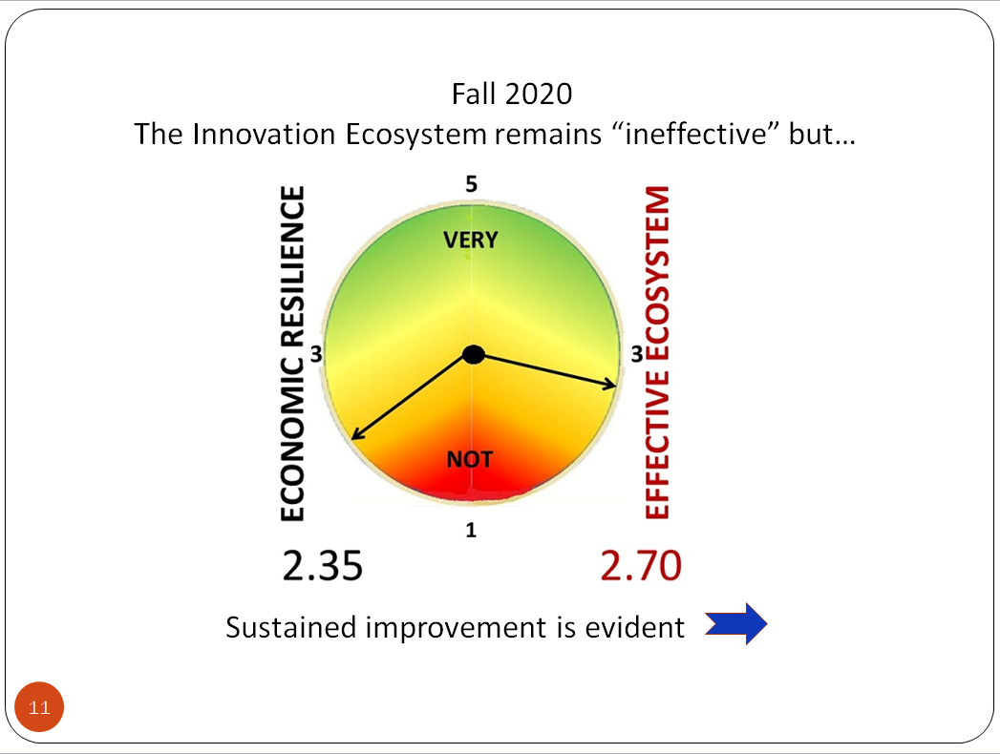 Fall 2020
The Innovation Ecosystem remains “ineffective” but…
5
VERY
ECONOMIC RESILIENCE
3
3
EFFECTIVE ECOSYSTEM
NOT
1
2.35
2.70
Sustained improvement is evident
11